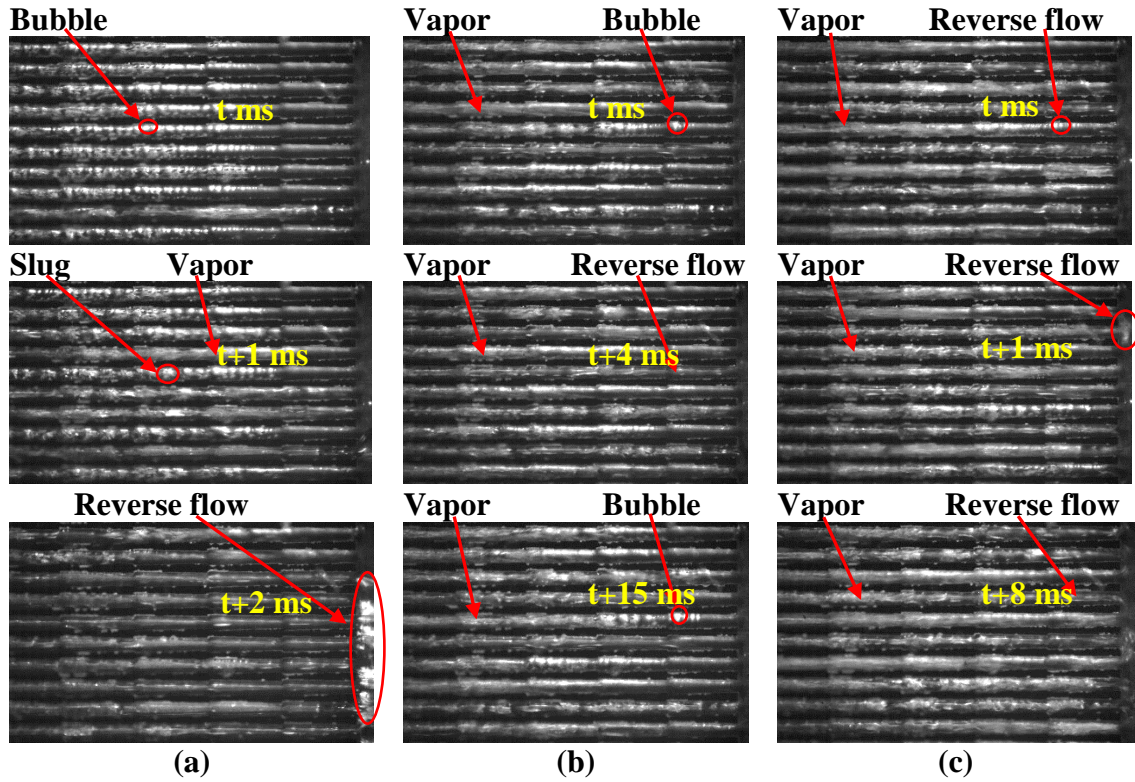 Bubble
Vapor Bubble
Vapor Reverse flow
t ms
t ms
t ms
Slug Vapor
Vapor Reverse flow
Vapor Reverse flow
t+1 ms
t+4 ms
t+1 ms
Reverse flow
Vapor Bubble
Vapor Reverse flow
t+2 ms
t+15 ms
t+8 ms
(a)
(b)
(c)